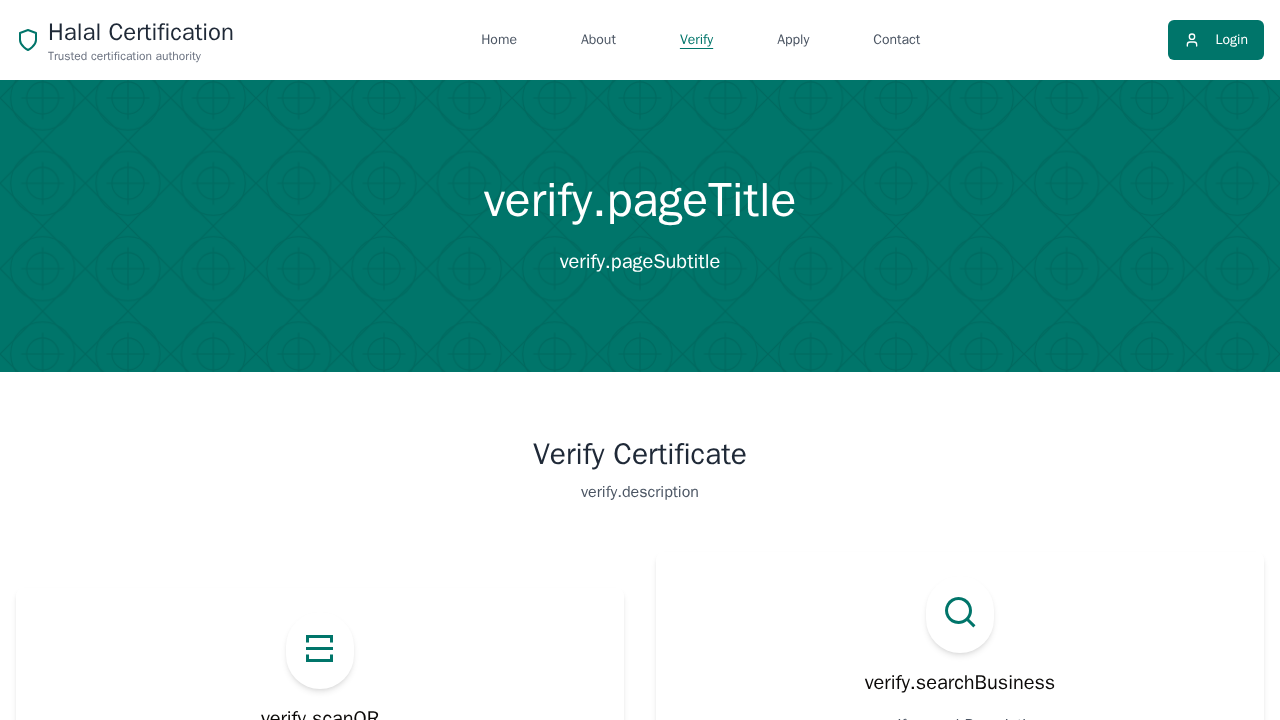 Halal Certification
Trusted certification authority
Home
About
Verify
Apply
Contact
Login
verify.pageTitle
verify.pageSubtitle
Verify Certificate
verify.description
verify.searchBusiness
verify.scanQR